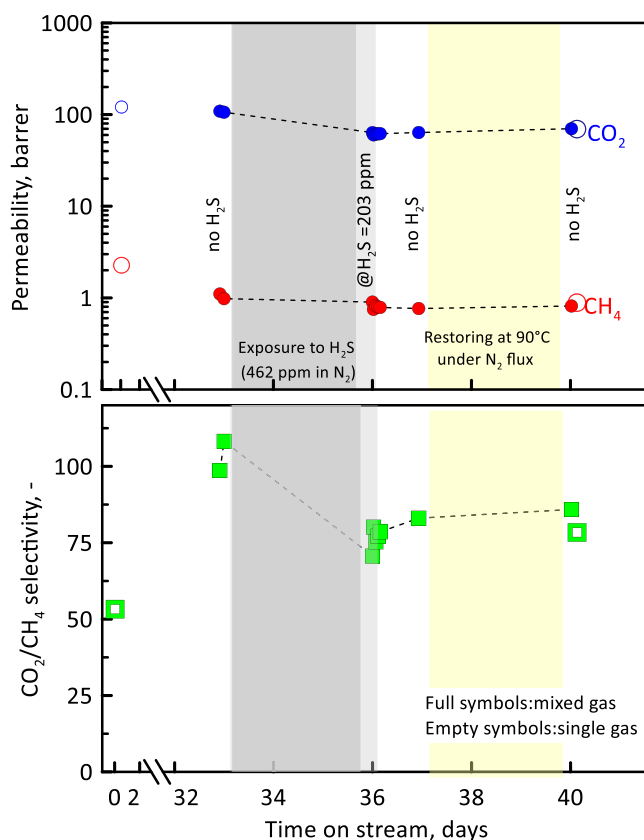 1000
100
10
1
0.1
Permeability, barrer
no H₂S
@H₂S =203 ppm
no H₂S
no H₂S
CO₂
CH₄
Exposure to H₂S
(462 ppm in N₂)
Restoring at 90°C
under N₂ flux
100
75
50
25
0
CO₂/CH₄ selectivity, -
Full symbols:mixed gas
Empty symbols:single gas
0 2 32 34 36 38 40
Time on stream, days